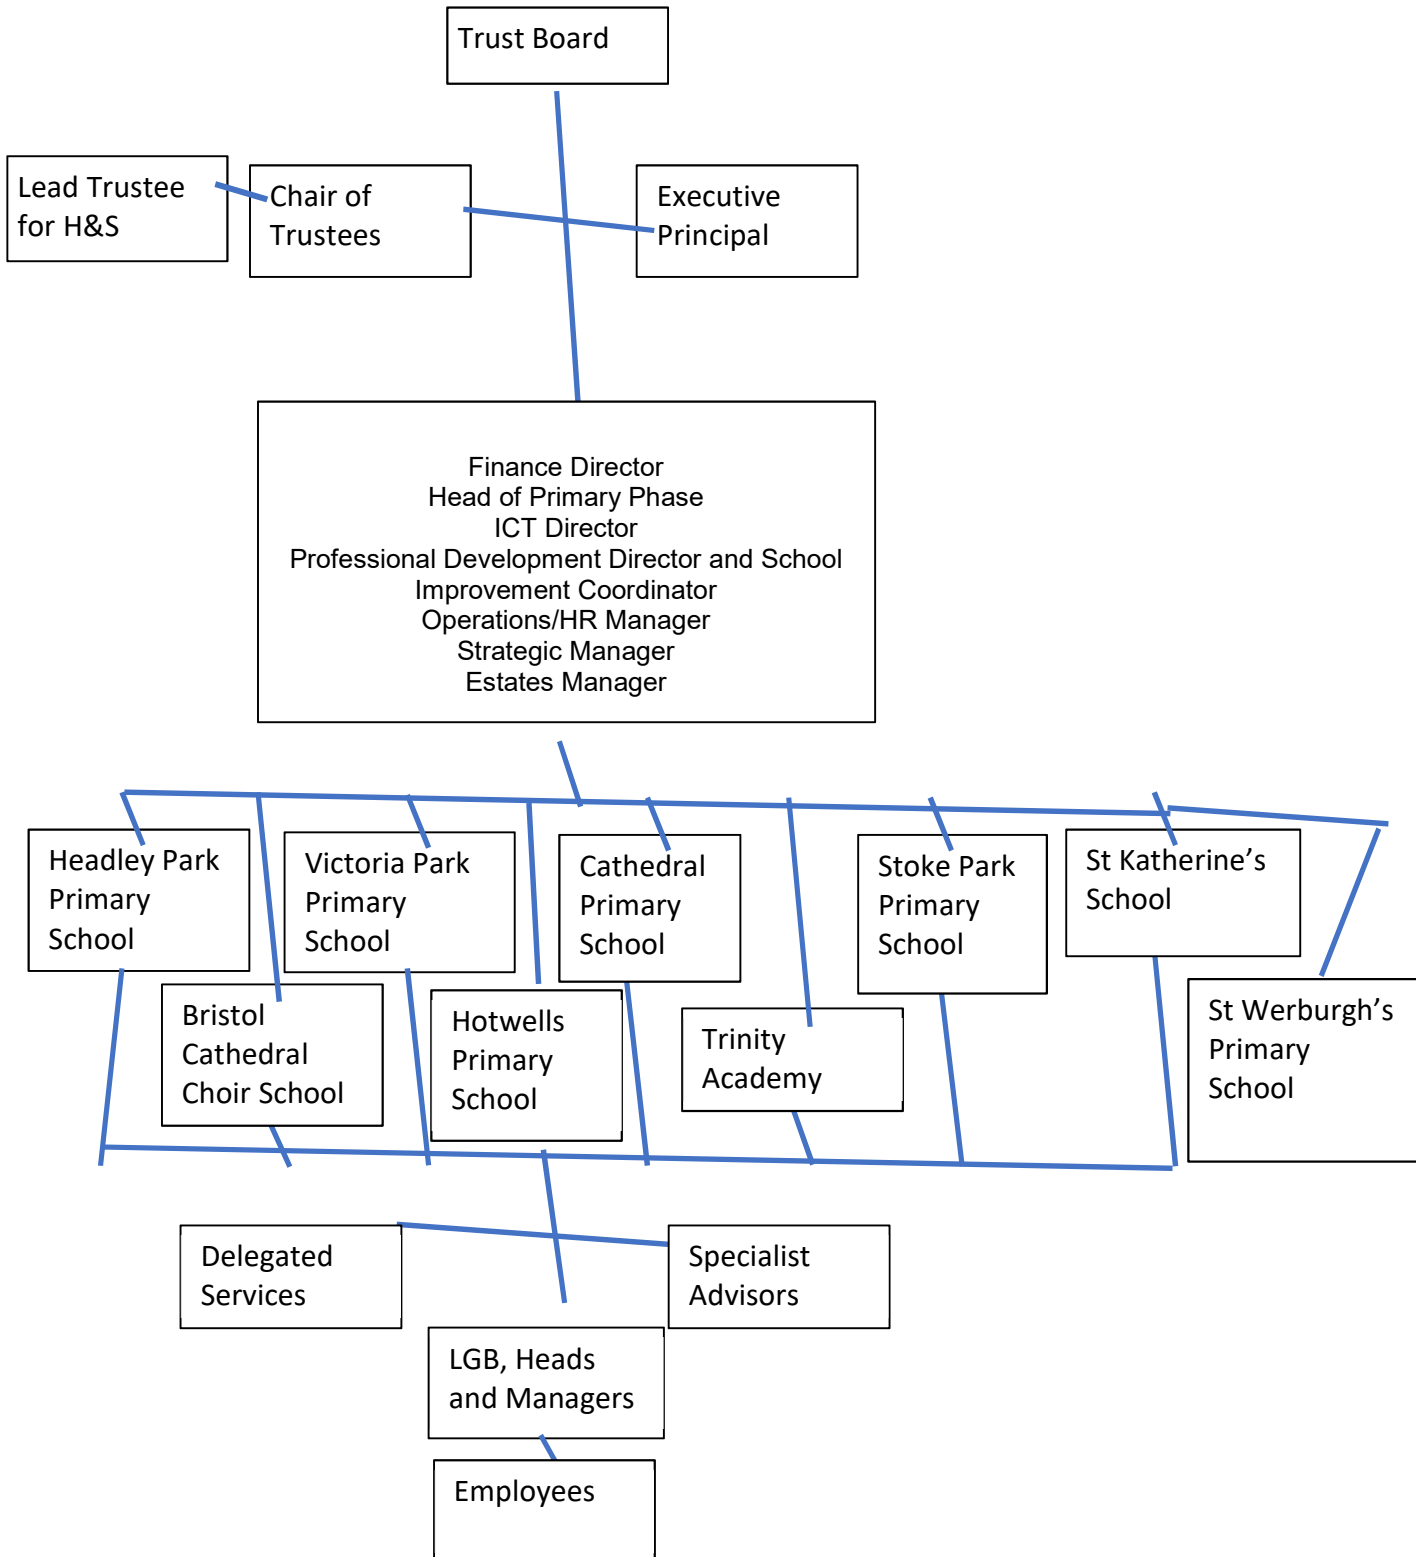 Trust Board
Lead Trustee
for H&S
Chair of
Trustees
Executive
Principal
Finance Director
Head of Primary Phase
ICT Director
Professional Development Director and School
Improvement Coordinator
Operations/HR Manager
Strategic Manager
Estates Manager
Headley Park
Primary
School
Victoria Park
Primary
School
Cathedral
Primary
School
Stoke Park
Primary
School
St Katherine’s
School
Bristol
Cathedral
Choir School
Hotwells
Primary
School
Trinity
Academy
St Werburgh’s
Primary
School
Delegated
Services
Specialist
Advisors
LGB, Heads
and Managers
Employees